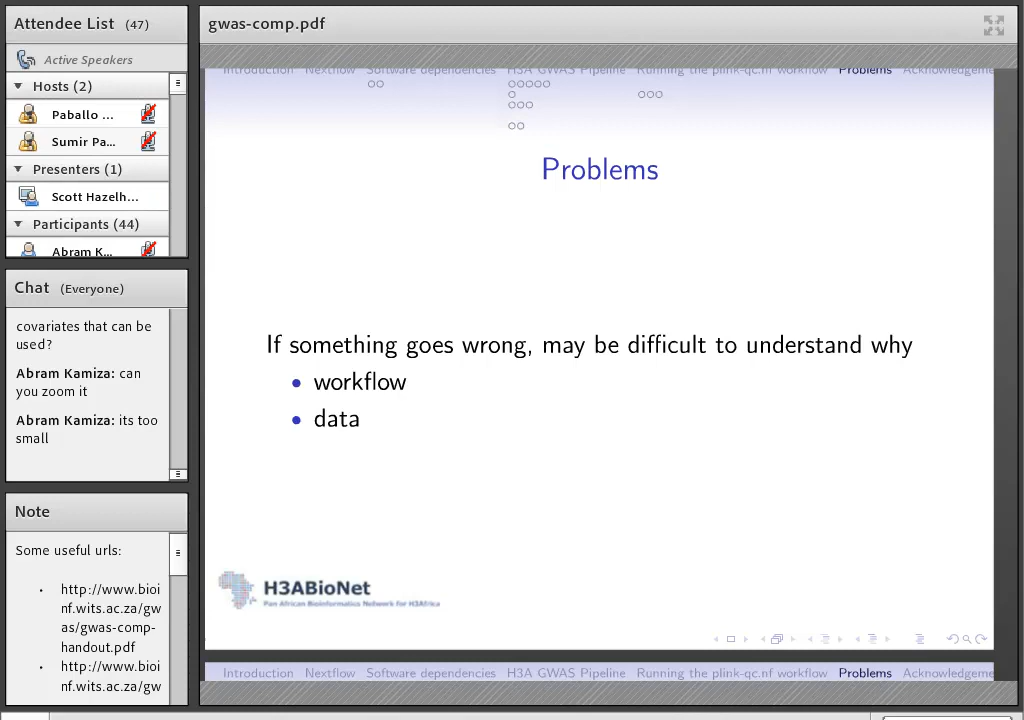 Attendee List (47)
Active Speakers
Hosts (2)
Paballo ...
Sumir Pa...
Presenters (1)
Scott Hazelh...
Participants (44)
Abram K...
Chat (Everyone)
covariates that can be
used?
Abram Kamiza: can
you zoom it
Abram Kamiza: its too
small
Note
Some useful urls:
• http://www.bioi
nf.wits.ac.za/gw
as/gwas-comp-
handout.pdf
• http://www.bioi
nf.wits.ac.za/gw
gwas-comp.pdf
Introduction Nextflow Software dependencies H3A GWAS Pipeline Running the plink-qc.nf workflow Problems Acknowledgeme
Problems
If something goes wrong, may be difficult to understand why
• workflow
• data
H3ABioNet
Pan African Bioinformatics Network for H3Africa
Introduction Nextflow Software dependencies H3A GWAS Pipeline Running the plink-qc.nf workflow Problems Acknowledgeme